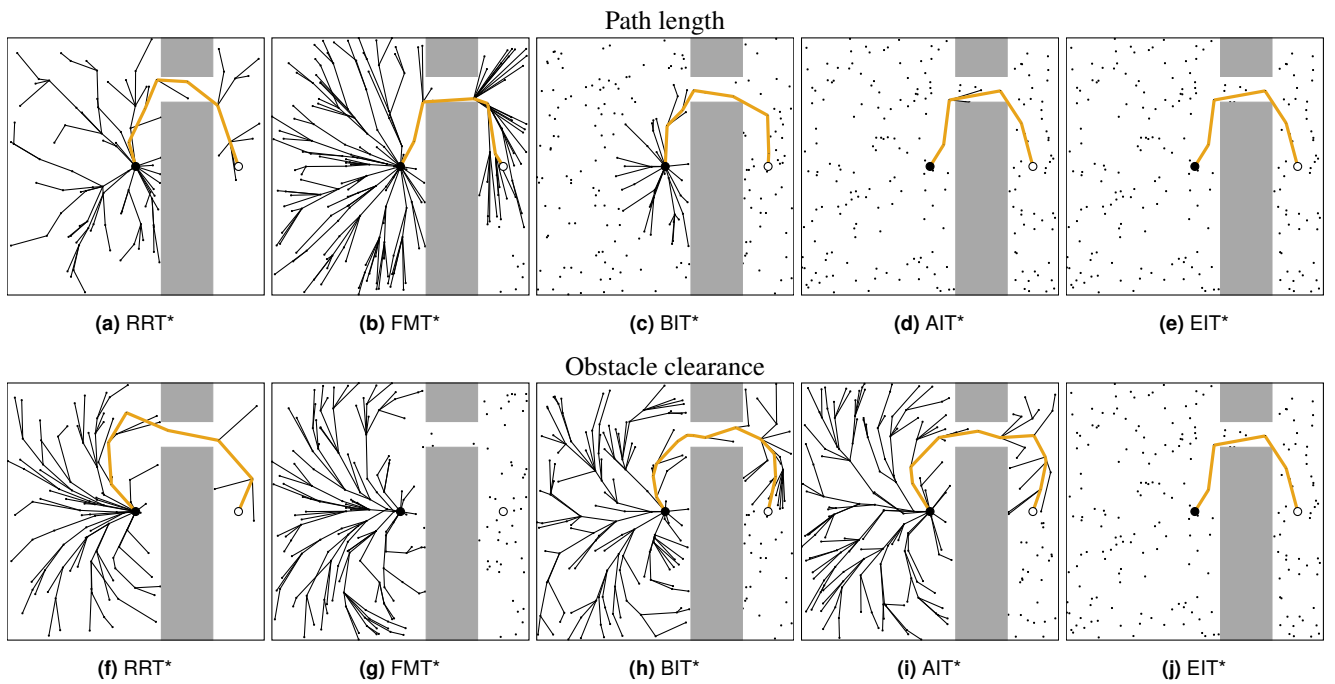 Path length
(a) RRT*
(b) FMT*
(c) BIT*
(d) AIT*
(e) EIT*
Obstacle clearance
(f) RRT*
(g) FMT*
(h) BIT*
(i) AIT*
(j) EIT*